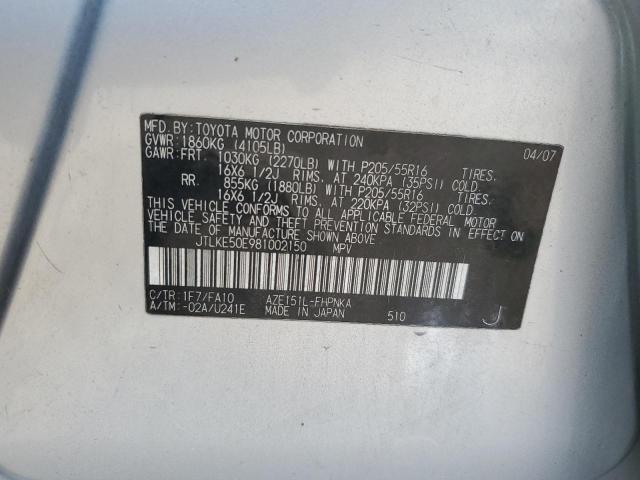 MFD. BY: TOYOTA MOTOR CORPORATION 04/07
GVWR: 1860KG (4105LB)
GAWR: FRT 1030KG (2270LB) WITH P205/55R16 TIRES.
16X6 1/2J RIMS, AT 240KPA (35PSI) COLD.
RR. 855KG (1880LB) WITH P205/55R16 TIRES.
16X6 1/2J RIMS, AT 220KPA (32PSI) COLD.
THIS VEHICLE CONFORMS TO ALL APPLICABLE FEDERAL MOTOR
VEHICLE SAFETY AND THEFT PREVENTION STANDARDS IN EFFECT ON
THE DATE OF MANUFACTURE SHOWN ABOVE.
JTLKE50E981002150 MPV
C/TR: 1F7/FA10 AZE151L-FHPNKA
A/TM: -02A/U241E MADE IN JAPAN 510 J